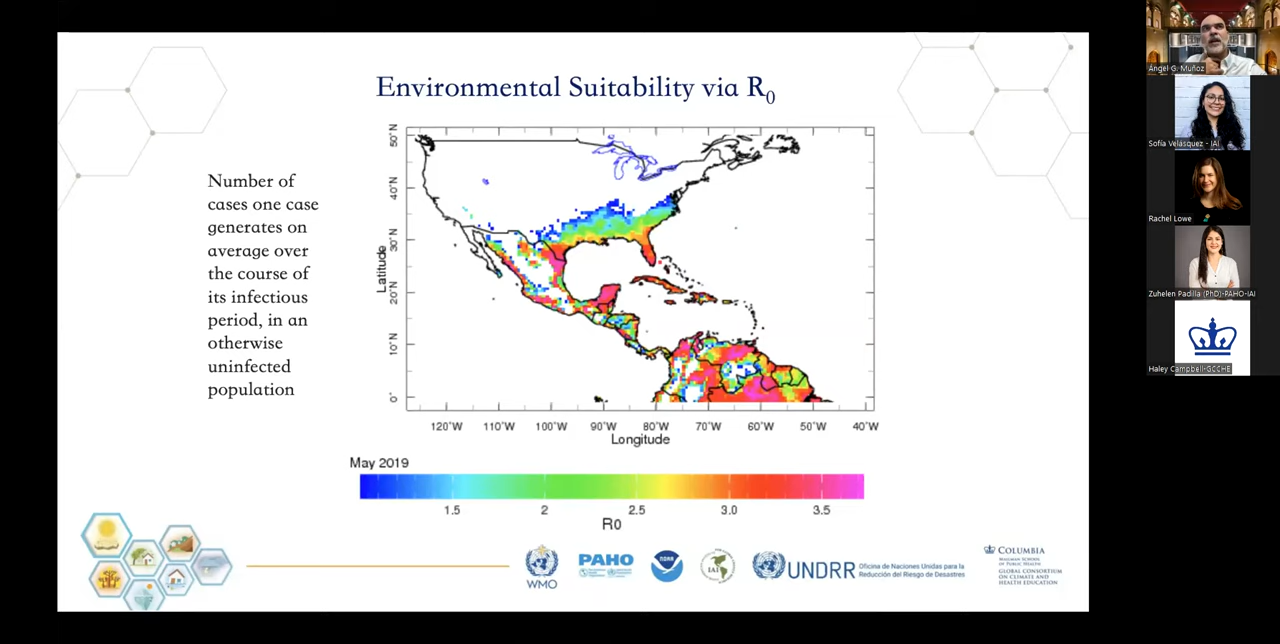 Environmental Suitability via R0
Number of
cases one case
generates on
average over
the course of
its infectious
period, in an
otherwise
uninfected
population
50°N
40°N
30°N
20°N
10°N
0°
Latitude
120°W 110°W 100°W 90°W 80°W 70°W 60°W 50°W 40°W
Longitude
May 2019
1.5 2 2.5 3.0 3.5
R0
WMO
PAHO
NOAA
IAI
UNDRR
Oficina de Naciones Unidas para la
Reducción del Riesgo de Desastres
COLUMBIA
MAILMAN SCHOOL
OF PUBLIC HEALTH
GLOBAL CONSORTIUM
ON CLIMATE AND
HEALTH EDUCATION
Ángel G. Muñoz
Sofía Velásquez - IAI
Rachel Lowe
Zuhelen Padilla (PhD)-PAHO-IAI
Haley Campbell-GCCHE